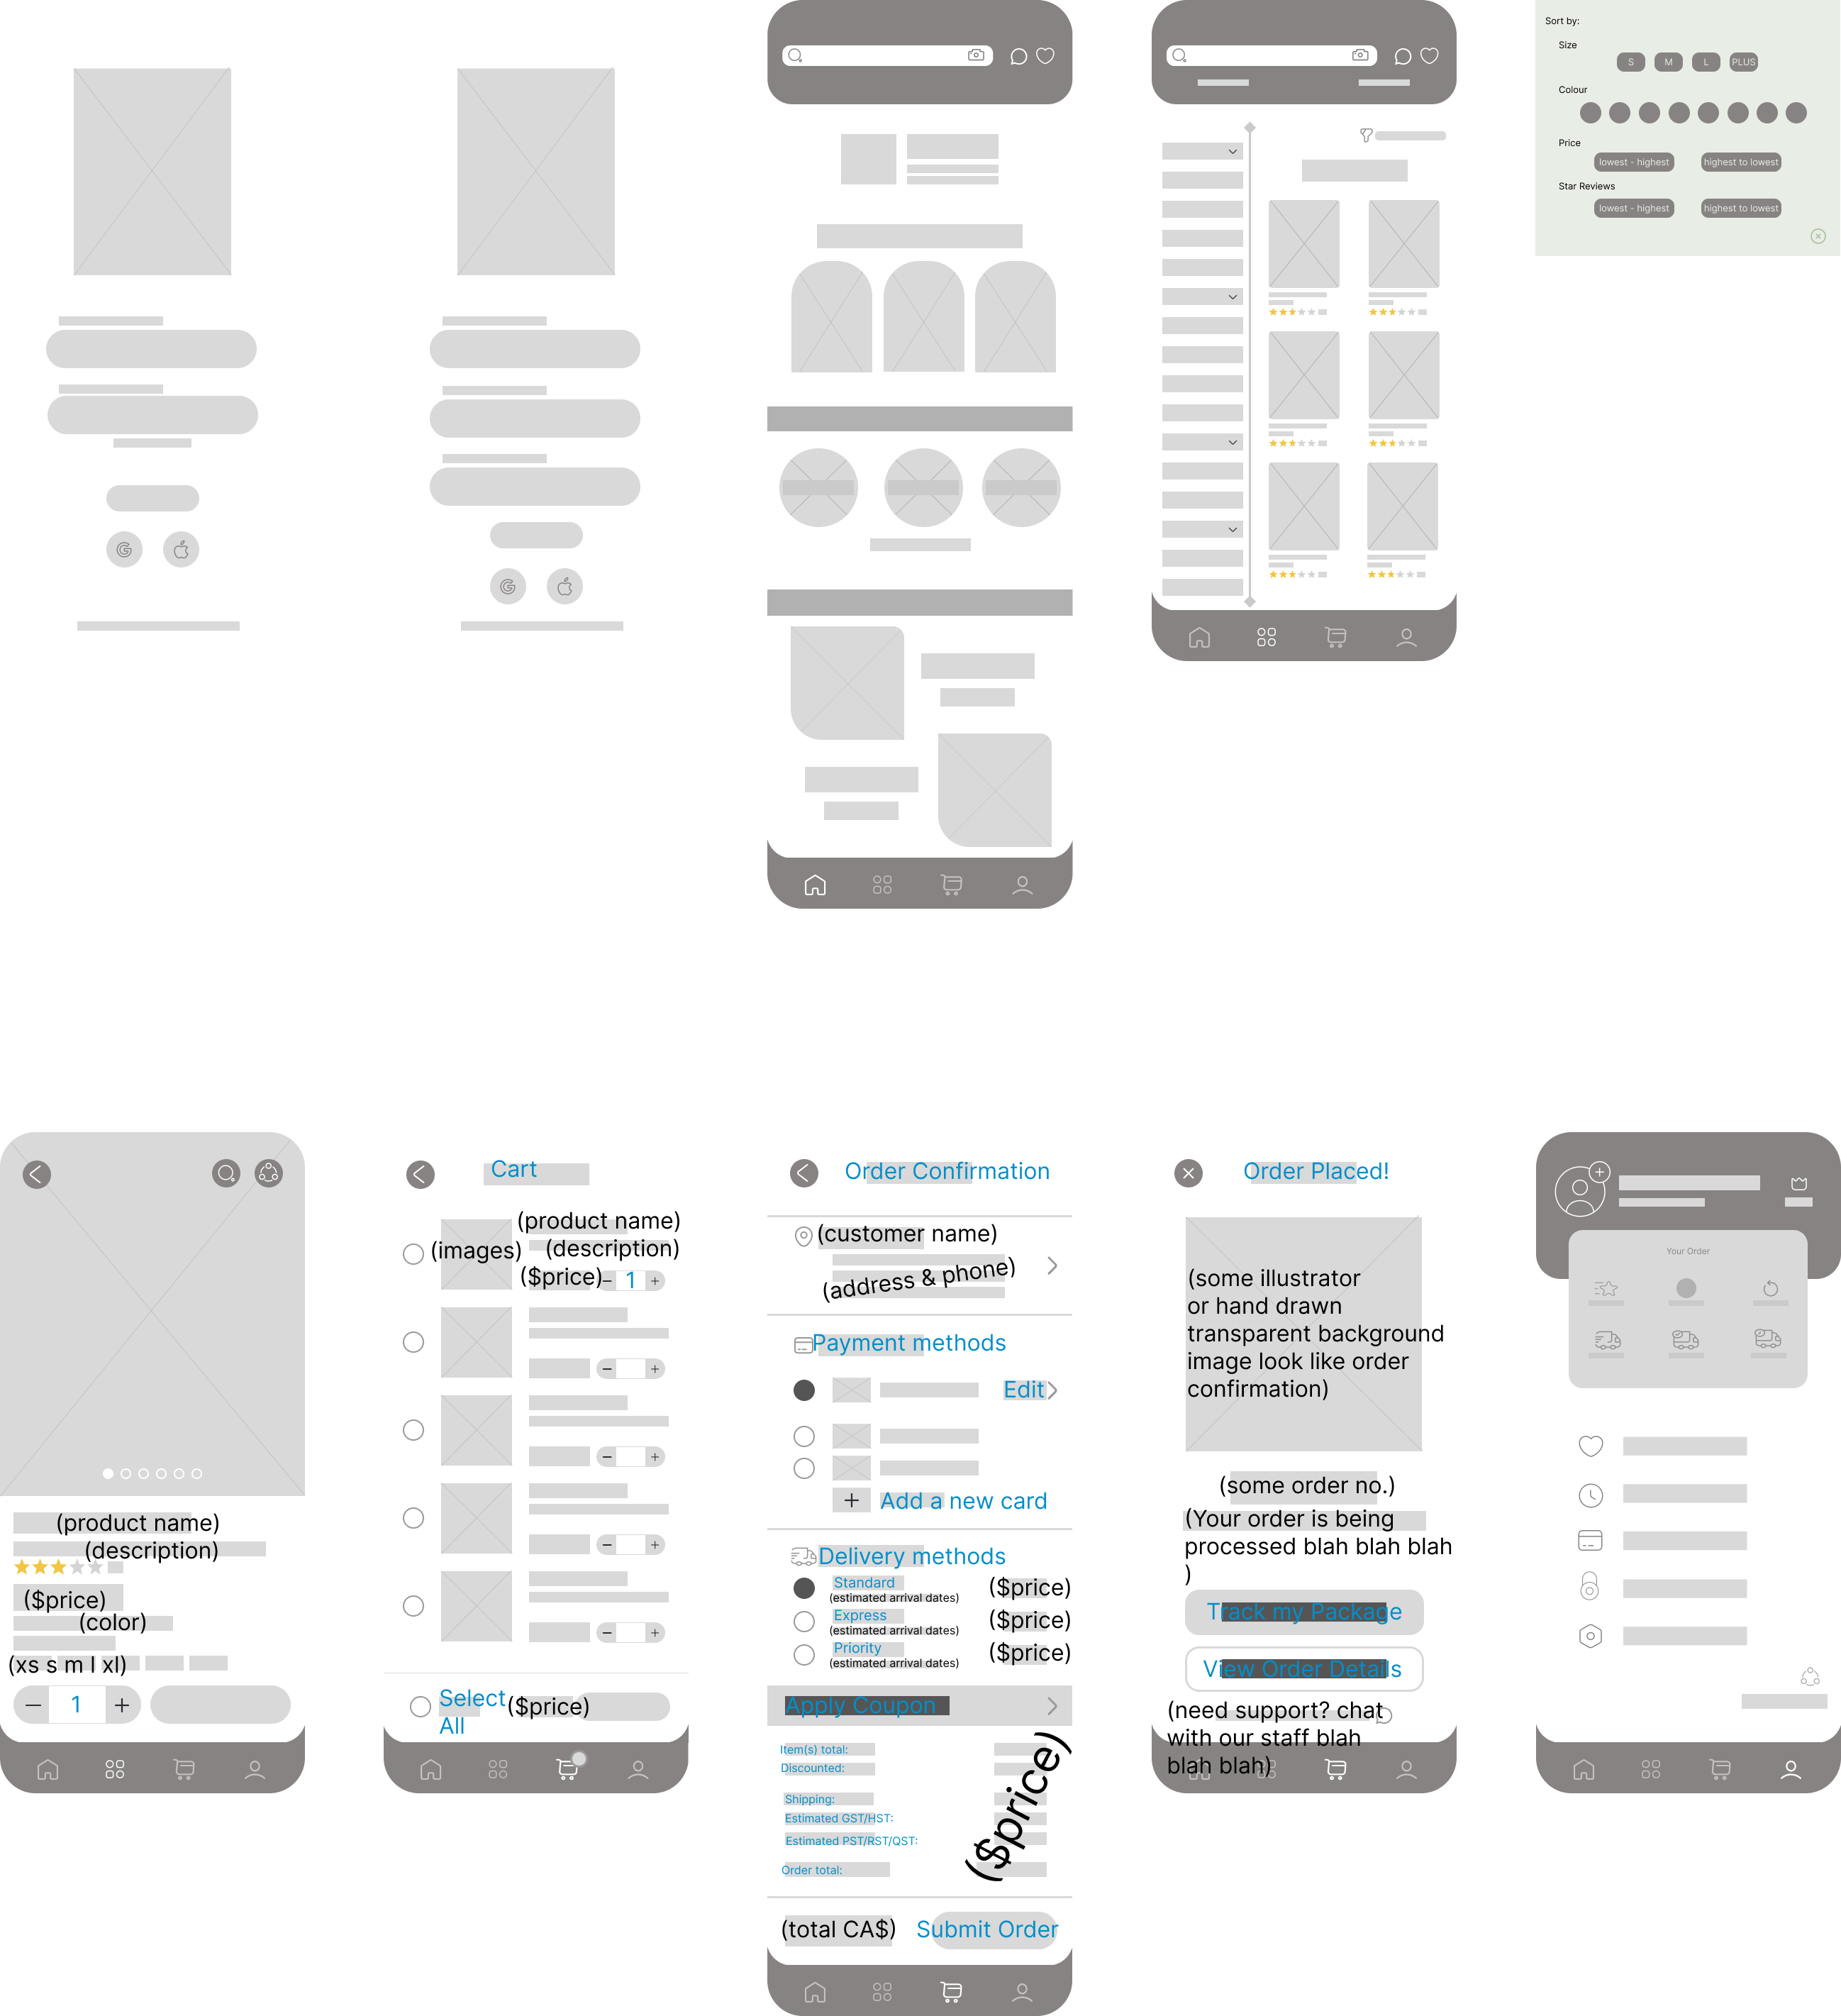 Sort by:
Size
S M L PLUS
Colour
Price
lowest - highest highest to lowest
Star Reviews
lowest - highest highest to lowest
(product name)
(description)
($price)
(color)
(xs s m l xl)
1
Cart
(product name)
(images) (description)
($price) 1
Select
All
($price)
Order Confirmation
(customer name)
(address & phone)
Payment methods
Edit
Add a new card
Delivery methods
Standard ($price)
(estimated arrival dates)
Express ($price)
(estimated arrival dates)
Priority ($price)
(estimated arrival dates)
Apply Coupon
Item(s) total:
Discounted:
Shipping:
Estimated GST/HST:
Estimated PST/RST/QST:
Order total:
($price)
(total CA$) Submit Order
Order Placed!
(some illustrator
or hand drawn
transparent background
image look like order
confirmation)
(some order no.)
(Your order is being
processed blah blah blah
)
Track my Package
View Order Details
(need support? chat
with our staff blah
blah blah)
Your Order